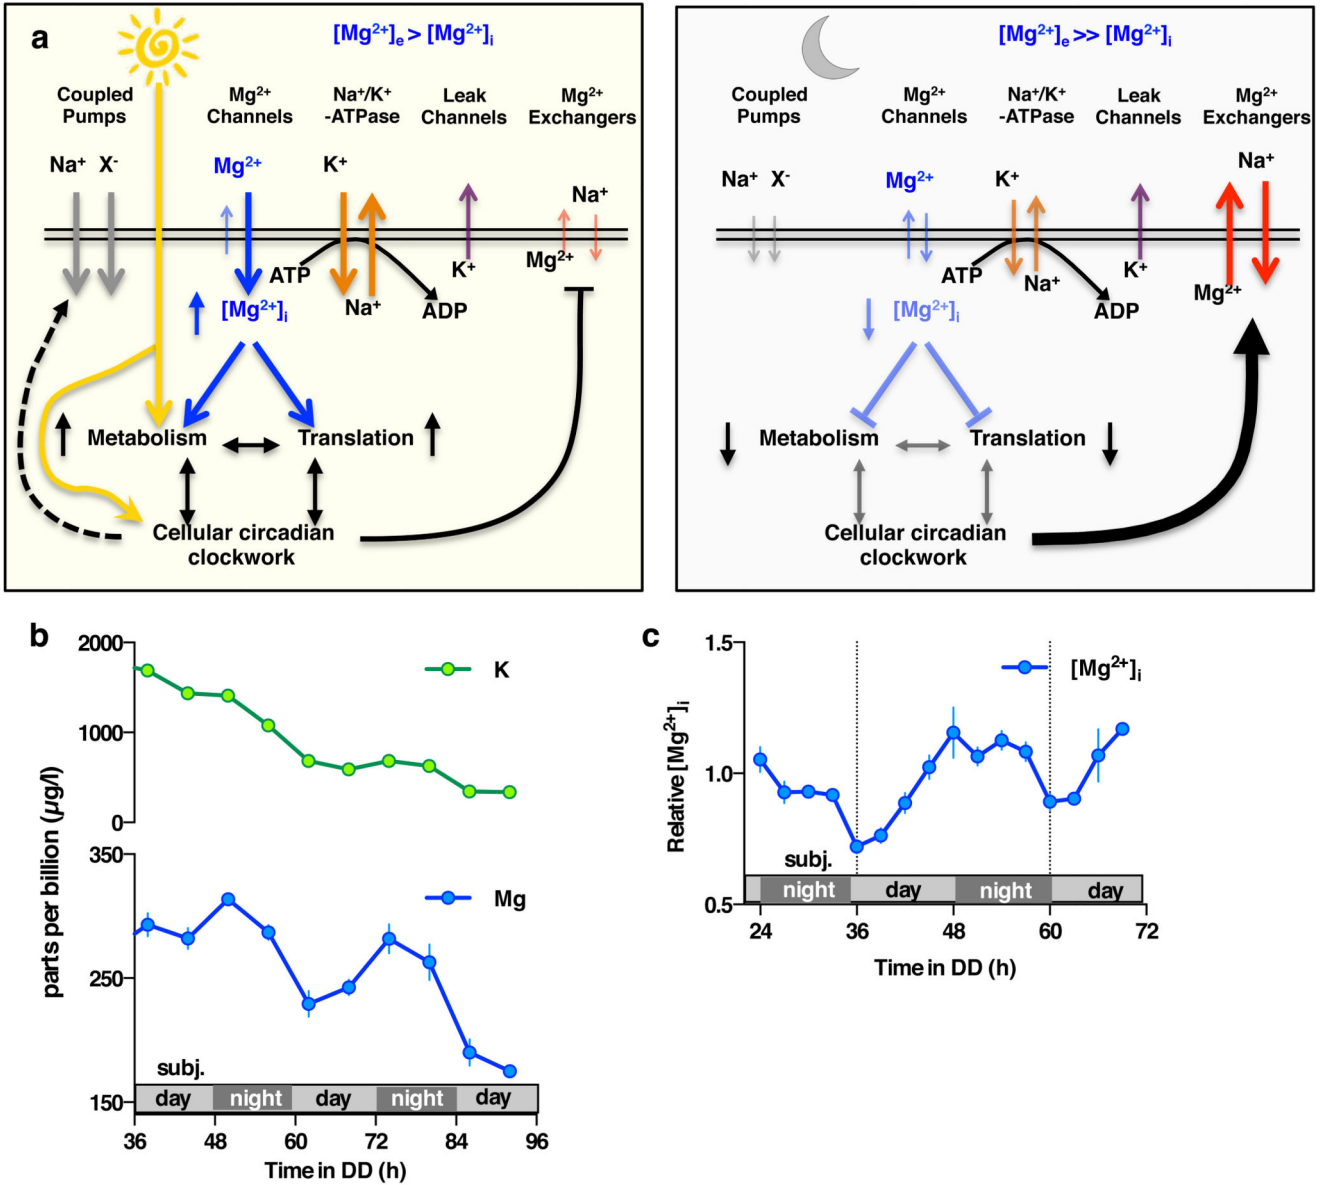 a
[Mg²⁺]e > [Mg²⁺]i
Coupled Pumps
Mg²⁺ Channels
Na⁺/K⁺ -ATPase
Leak Channels
Mg²⁺ Exchangers
Na⁺ X⁻
Mg²⁺
K⁺
Na⁺
Mg²⁺
ATP
K⁺
[Mg²⁺]i
Na⁺
ADP
Metabolism
Translation
Cellular circadian
clockwork
[Mg²⁺]e >> [Mg²⁺]i
Coupled Pumps
Mg²⁺ Channels
Na⁺/K⁺ -ATPase
Leak Channels
Mg²⁺ Exchangers
Na⁺ X⁻
Mg²⁺
K⁺
Na⁺
ATP
K⁺
Na⁺
Mg²⁺
[Mg²⁺]i
ADP
Metabolism
Translation
Cellular circadian
clockwork
b
2000
1000
0
K
350
250
150
Mg
parts per billion (µg/l)
subj.
day night day night day
36 48 60 72 84 96
Time in DD (h)
c
1.5
1.0
0.5
[Mg²⁺]i
Relative [Mg²⁺]i
subj.
night day night day
24 36 48 60 72
Time in DD (h)